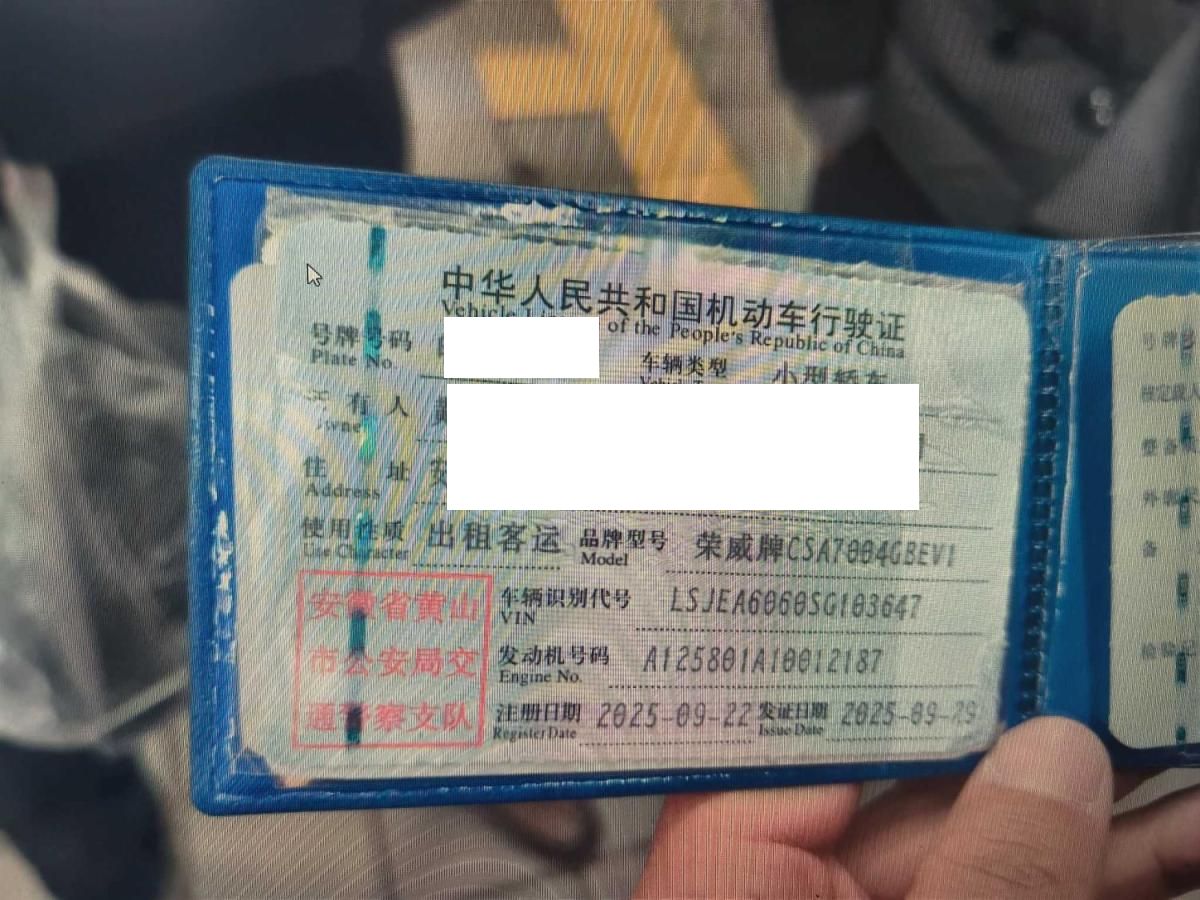 中华人民共和国机动车行驶证
of the People's Republic of China
号牌号码
Plate No.
车辆类型 小型轿车
有人
住址
Address
使用性质 出租客运
Use Character
品牌型号 荣威牌CSA7004GBEV1
Model
车辆识别代号 LSJEA6060SG103647
VIN
发动机号码 A125801A10012187
Engine No.
注册日期 2025-09-22
Register Date
发证日期 2025-09-29
Issue Date
安徽省黄山
市公安局交
通警察支队